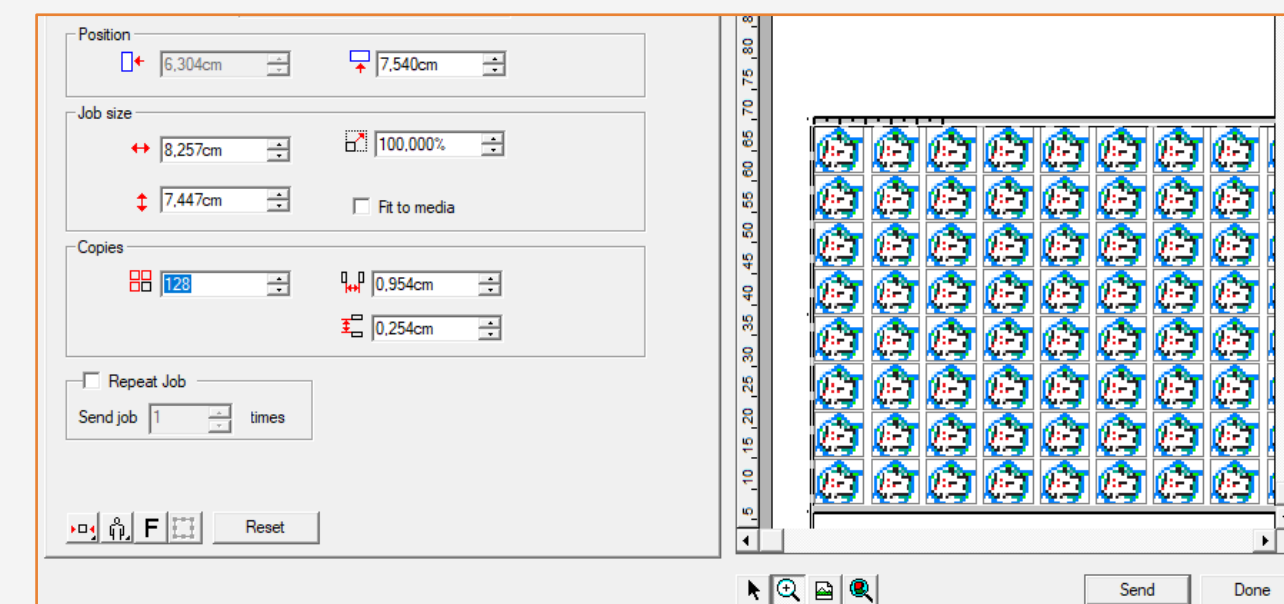 Position
6,304cm 7,540cm
Job size
8,257cm 100,000%
7,447cm Fit to media
Copies
128 0,954cm
0,254cm
Repeat Job
Send job 1 times
F Reset
80
75
70
65
60
55
50
45
40
35
30
25
20
15
10
5
Send Done